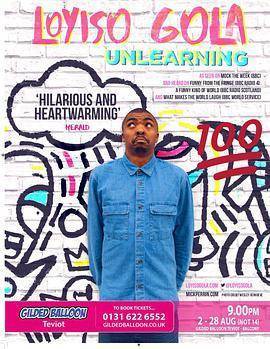 LOYISO GOLA
UNLEARNING
AS SEEN ON MOCK THE WEEK (BBC)
AND HEARD ON FUNNY FROM THE FRINGE (BBC RADIO 4)
A FUNNY KIND OF WORLD (BBC RADIO SCOTLAND)
AND WHAT MAKES THE WORLD LAUGH (BBC WORLD SERVICE)
'HILARIOUS AND
HEARTWARMING'
HERALD
100
LOYISOGOLA.COM @LOYISOGOLA
MICKPERRIN.COM
GILDED BALLOON
Teviot
TO BOOK TICKETS...
0131 622 6552
GILDEDBALLOON.CO.UK
9.00PM
2 - 28 AUG (NOT 14)
GILDED BALLOON TEVIOT - BALCONY